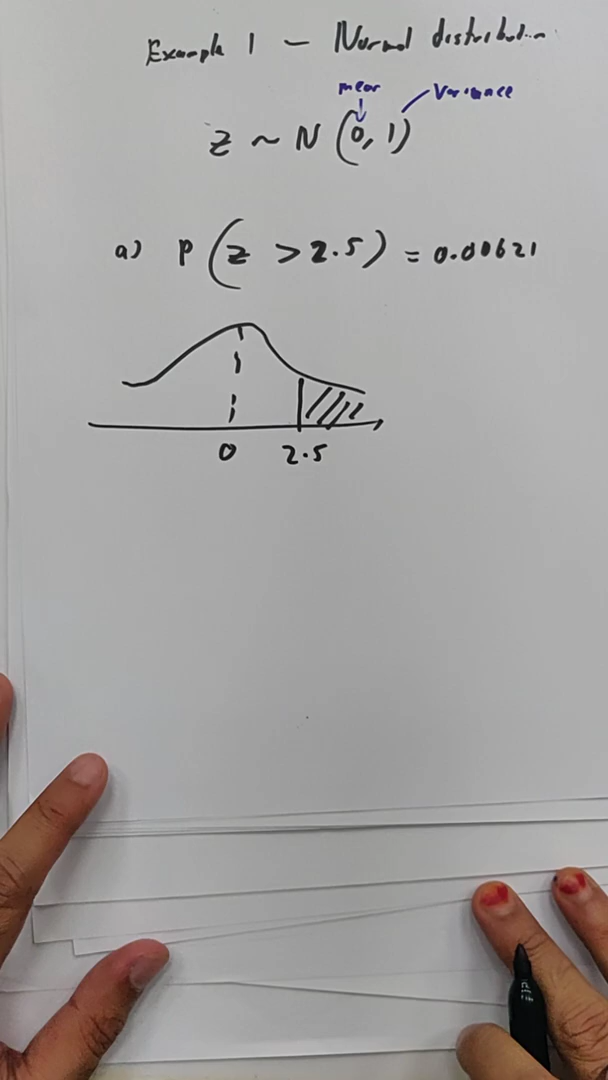 Example 1 - Normal distribution
mean
Variance
Z ~ N (0, 1)
a) P (Z > 2.5) = 0.00621
0 2.5